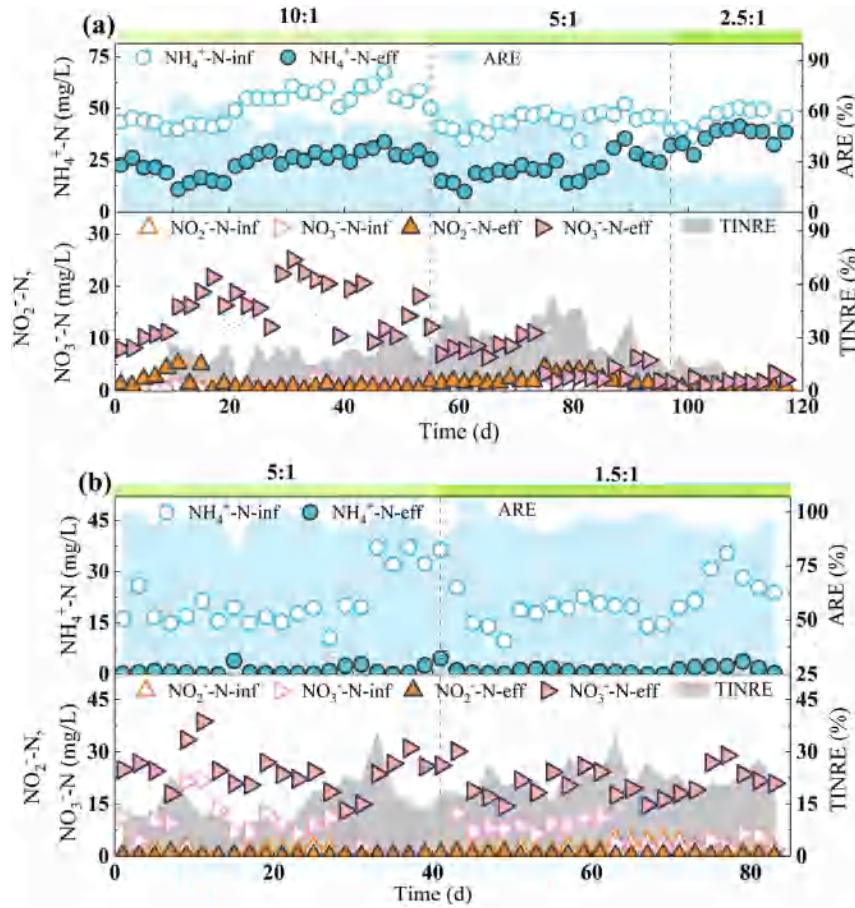 (a) 10:1 5:1 2.5:1
NH₄⁺-N-inf NH₄⁺-N-eff ARE
NH₄⁺-N (mg/L)
75
50
25
0
ARE (%)
90
60
30
0
NO₂⁻-N-inf NO₃⁻-N-inf NO₂⁻-N-eff NO₃⁻-N-eff TINRE
NO₂⁻-N,
NO₃⁻-N (mg/L)
30
20
10
0
TINRE (%)
90
60
30
0
0 20 40 60 80 100 120
Time (d)
(b) 5:1 1.5:1
NH₄⁺-N-inf NH₄⁺-N-eff ARE
NH₄⁺-N (mg/L)
45
30
15
0
ARE (%)
100
75
50
25
NO₂⁻-N-inf NO₃⁻-N-inf NO₂⁻-N-eff NO₃⁻-N-eff TINRE
NO₂⁻-N,
NO₃⁻-N (mg/L)
45
30
15
0
TINRE (%)
45
30
15
0
0 20 40 60 80
Time (d)